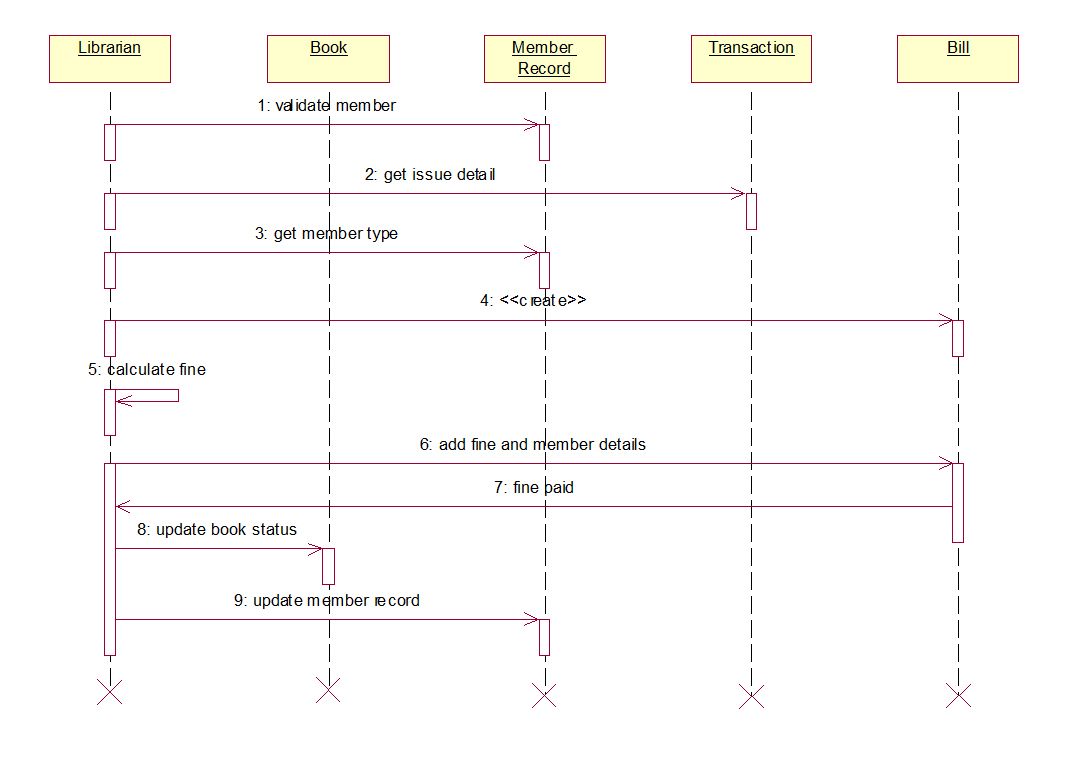 Librarian
Book
Member
Record
Transaction
Bill
1: validate member
2: get issue detail
3: get member type
4: <<create>>
5: calculate fine
6: add fine and member details
7: fine paid
8: update book status
9: update member record